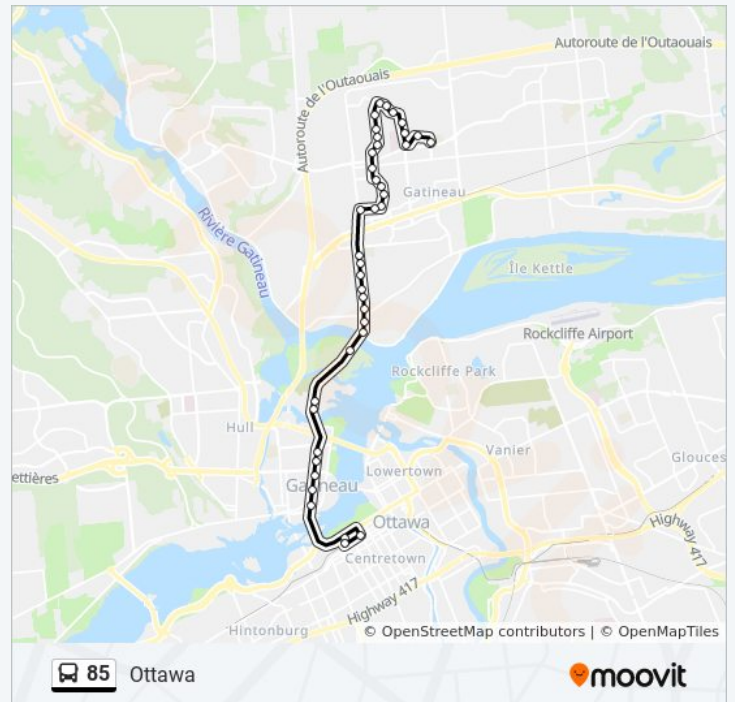 Autoroute de l'Outaouais
Autoroute de l'Outaouais
Gatineau
Rivière Gatineau
Île Kettle
Rockcliffe Airport
Rockcliffe Park
Hull
Vanier
Glouces
ettières
Lowertown
Gatineau
Ottawa
Centretown
Highway 417
Highway 417
Hintonburg
© OpenStreetMap contributors | © OpenMapTiles
85 Ottawa
moovit